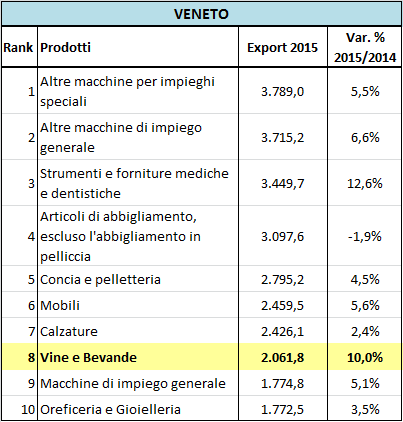 VENETO
Rank Prodotti Export 2015 Var. % 2015/2014
1 Altre macchine per impieghi speciali 3.789,0 5,5%
2 Altre macchine di impiego generale 3.715,2 6,6%
3 Strumenti e forniture mediche e dentistiche 3.449,7 12,6%
4 Articoli di abbigliamento, escluso l'abbigliamento in pelliccia 3.097,6 -1,9%
5 Concia e pelletteria 2.795,2 4,5%
6 Mobili 2.459,5 5,6%
7 Calzature 2.426,1 2,4%
8 Vine e Bevande 2.061,8 10,0%
9 Macchine di impiego generale 1.774,8 5,1%
10 Oreficeria e Gioielleria 1.772,5 3,5%